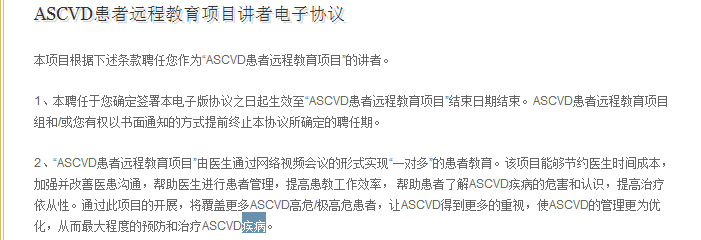 ASCVD患者远程教育项目讲者电子协议
本项目根据下述条款聘任您作为“ASCVD患者远程教育项目”的讲者。
1、本聘任于您确定签署本电子版协议之日起生效至“ASCVD患者远程教育项目”结束日期结束。ASCVD患者远程教育项目
组和/或您有权以书面通知的方式提前终止本协议所确定的聘任期。
2、“ASCVD患者远程教育项目”由医生通过网络视频会议的形式实现“一对多”的患者教育。该项目能够节约医生时间成本，
加强并改善医患沟通，帮助医生进行患者管理，提高患教工作效率， 帮助患者了解ASCVD疾病的危害和认识，提高治疗
依从性。通过此项目的开展，将覆盖更多ASCVD高危/极高危患者，让ASCVD得到更多的重视，使ASCVD的管理更为优
化，从而最大程度的预防和治疗ASCVD疾病。